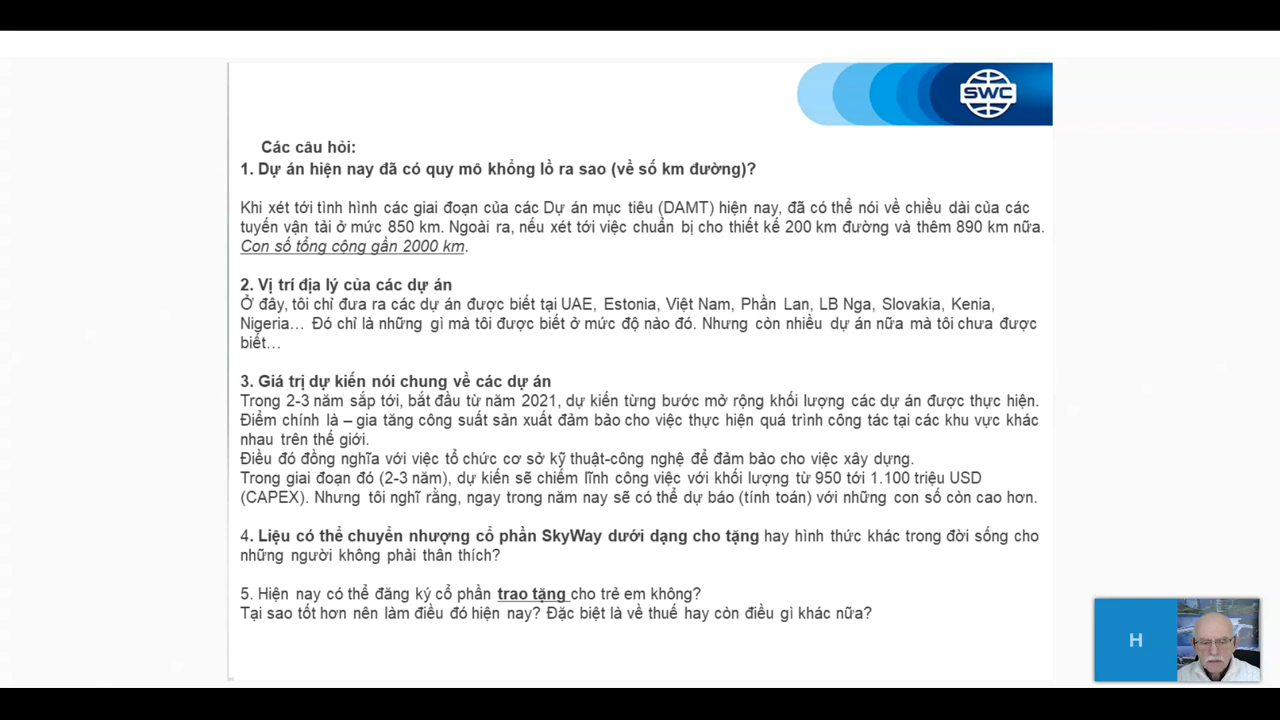 SWC
Các câu hỏi:
1. Dự án hiện nay đã có quy mô khổng lồ ra sao (về số km đường)?
Khi xét tới tình hình các giai đoạn của các Dự án mục tiêu (DAMT) hiện nay, đã có thể nói về chiều dài của các
tuyến vận tải ở mức 850 km. Ngoài ra, nếu xét tới việc chuẩn bị cho thiết kế 200 km đường và thêm 890 km nữa.
Con số tổng cộng gần 2000 km.
2. Vị trí địa lý của các dự án
Ở đây, tôi chỉ đưa ra các dự án được biết tại UAE, Estonia, Việt Nam, Phần Lan, LB Nga, Slovakia, Kenia,
Nigeria… Đó chỉ là những gì mà tôi được biết ở mức độ nào đó. Nhưng còn nhiều dự án nữa mà tôi chưa được
biết…
3. Giá trị dự kiến nói chung về các dự án
Trong 2-3 năm sắp tới, bắt đầu từ năm 2021, dự kiến từng bước mở rộng khối lượng các dự án được thực hiện.
Điểm chính là – gia tăng công suất sản xuất đảm bảo cho việc thực hiện quá trình công tác tại các khu vực khác
nhau trên thế giới.
Điều đó đồng nghĩa với việc tổ chức cơ sở kỹ thuật-công nghệ để đảm bảo cho việc xây dựng.
Trong giai đoạn đó (2-3 năm), dự kiến sẽ chiếm lĩnh công việc với khối lượng từ 950 tới 1.100 triệu USD
(CAPEX). Nhưng tôi nghĩ rằng, ngay trong năm nay sẽ có thể dự báo (tính toán) với những con số còn cao hơn.
4. Liệu có thể chuyển nhượng cổ phần SkyWay dưới dạng cho tặng hay hình thức khác trong đời sống cho
những người không phải thân thích?
5. Hiện nay có thể đăng ký cổ phần trao tặng cho trẻ em không?
Tại sao tốt hơn nên làm điều đó hiện nay? Đặc biệt là về thuế hay còn điều gì khác nữa?
H